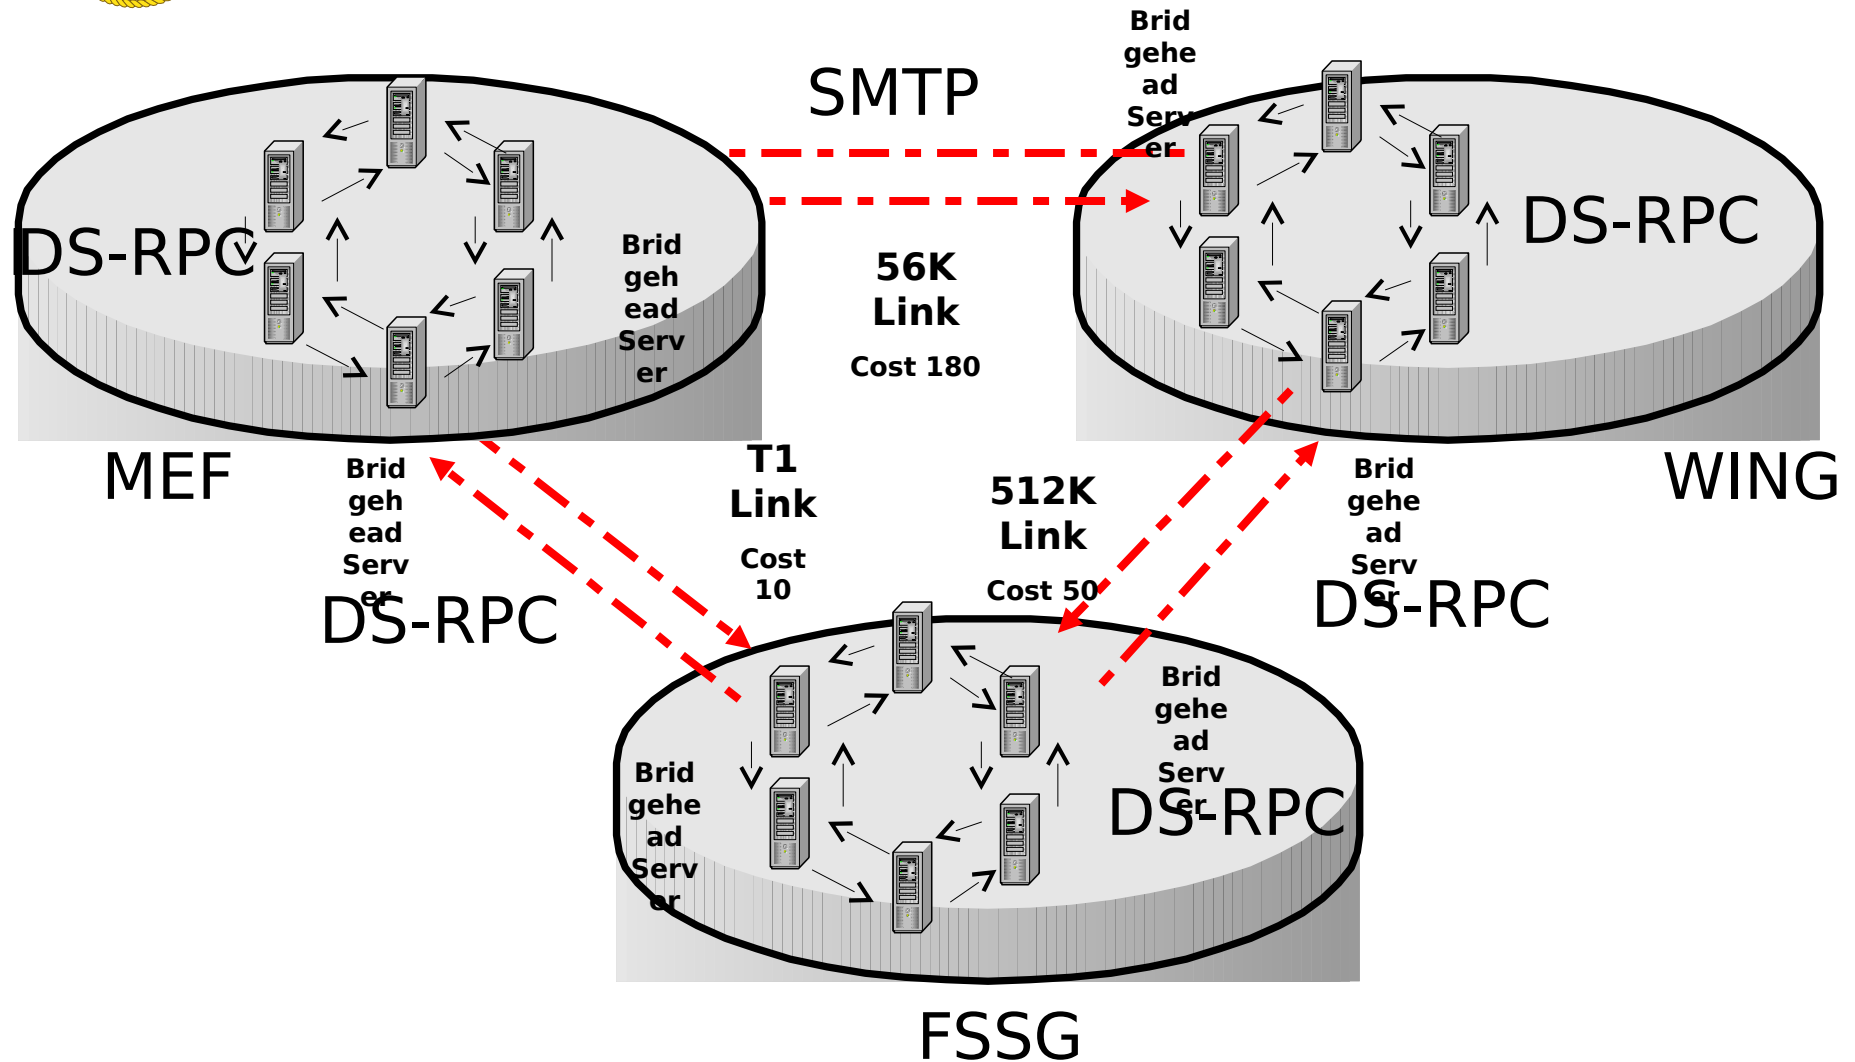 Brid
gehe
ad
Serv
er
SMTP
DS-RPC
Brid
geh
ead
Serv
er
56K
Link
Cost 180
DS-RPC
MEF
Brid
geh
ead
Serv
er
DS-RPC
T1
Link
Cost
10
512K
Link
Cost 50
Brid
gehe
ad
Serv
er
DS-RPC
WING
Brid
gehe
ad
Serv
er
Brid
gehe
ad
Serv
er
DS-RPC
FSSG